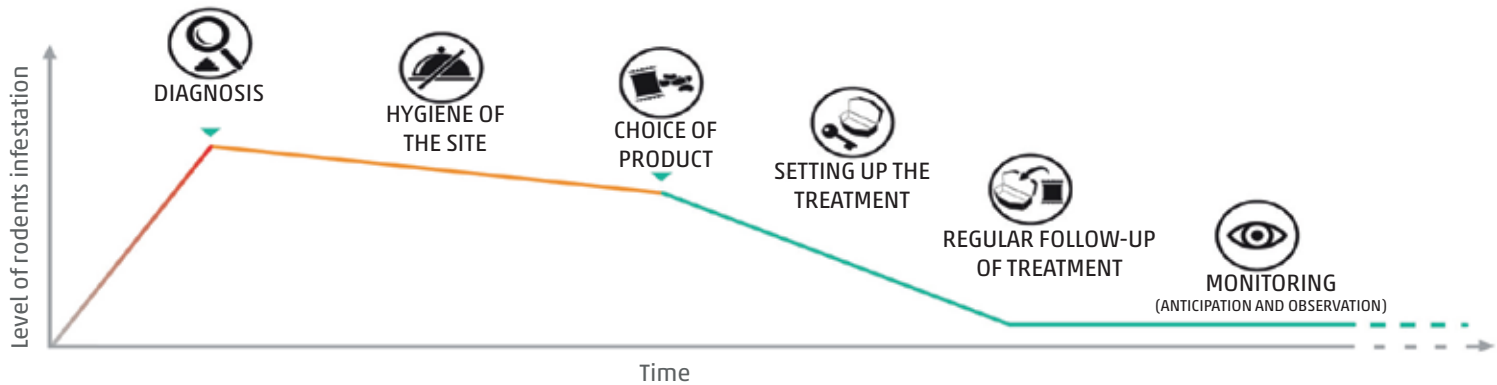 DIAGNOSIS
HYGIENE OF
THE SITE
CHOICE OF
PRODUCT
SETTING UP THE
TREATMENT
REGULAR FOLLOW-UP
OF TREATMENT
MONITORING
(ANTICIPATION AND OBSERVATION)
Level of rodents infestation
Time